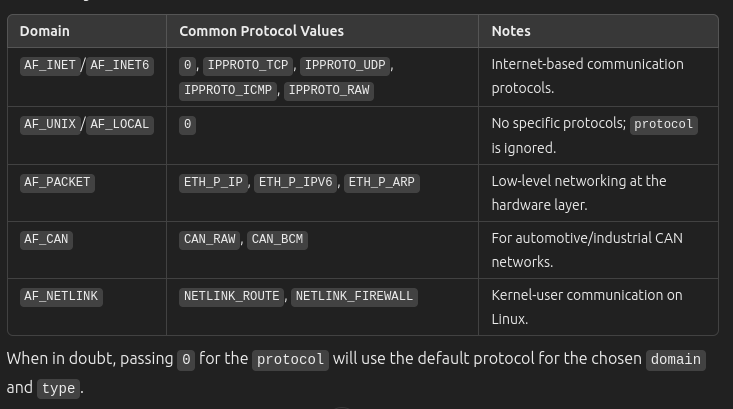 Domain Common Protocol Values Notes
AF_INET/AF_INET6 0, IPPROTO_TCP, IPPROTO_UDP, Internet-based communication
IPPROTO_ICMP, IPPROTO_RAW protocols.
AF_UNIX/AF_LOCAL 0 No specific protocols; protocol
is ignored.
AF_PACKET ETH_P_IP, ETH_P_IPV6, ETH_P_ARP Low-level networking at the
hardware layer.
AF_CAN CAN_RAW, CAN_BCM For automotive/industrial CAN
networks.
AF_NETLINK NETLINK_ROUTE, NETLINK_FIREWALL Kernel-user communication on
Linux.
When in doubt, passing 0 for the protocol will use the default protocol for the chosen domain
and type.